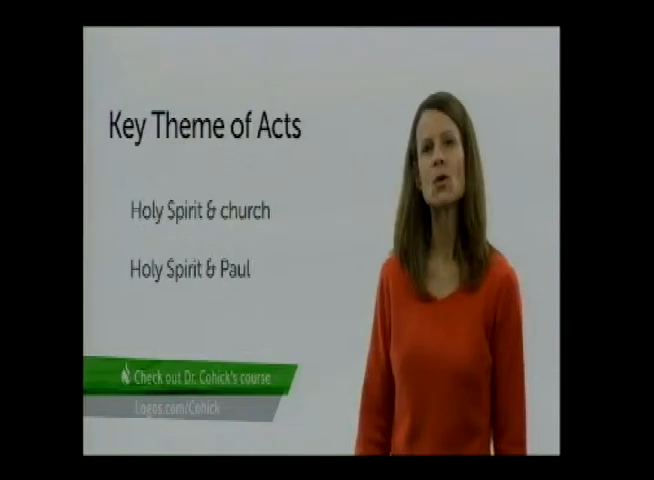 Key Theme of Acts
Holy Spirit & church
Holy Spirit & Paul
Check out Dr. Cohick's course
Logos.com/Cohick